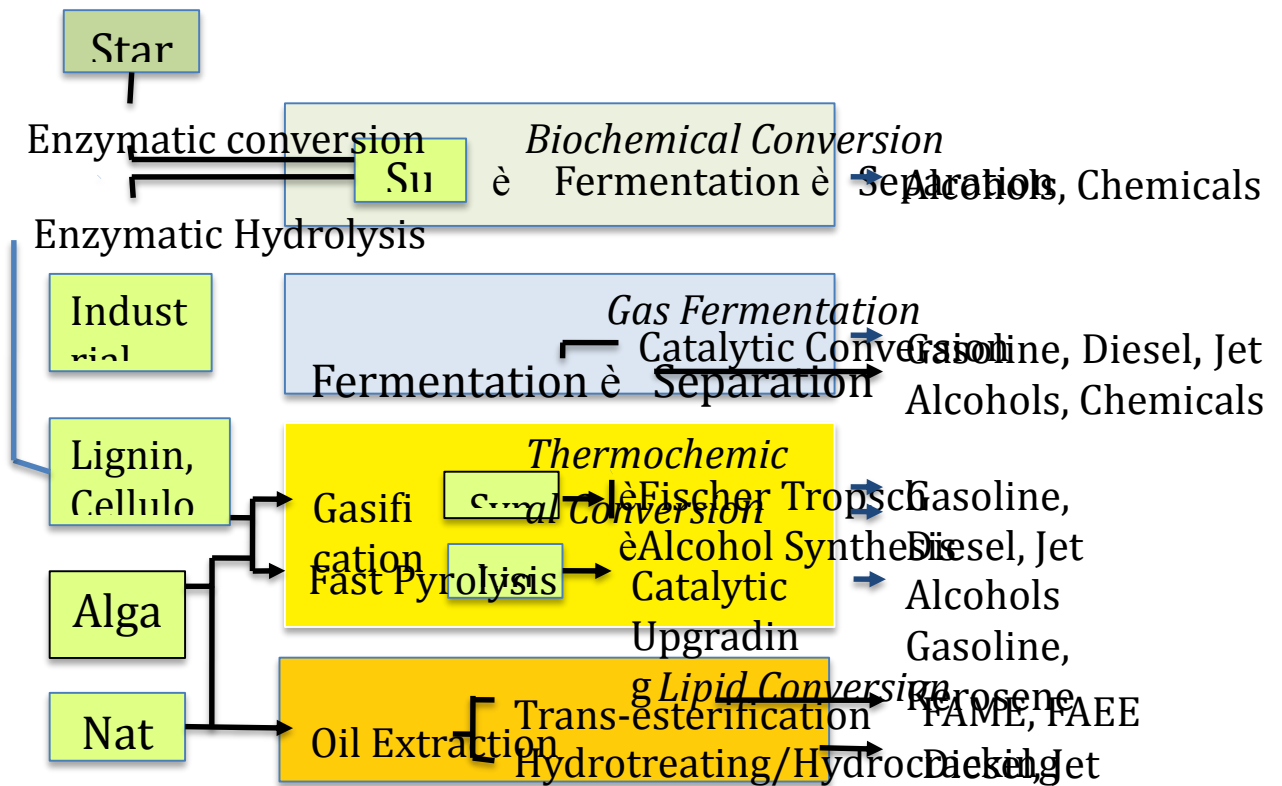 Star
Enzymatic conversion
Biochemical Conversion
Su è Fermentation è Separation
Alcohols, Chemicals
Enzymatic Hydrolysis
Indust
rial
Gas Fermentation
Catalytic Conversion
Gasoline, Diesel, Jet
Fermentation è Separation
Alcohols, Chemicals
Lignin,
Cellulo
Thermochemic
al Conversion
Gasifi
cation
èFischer Tropsch
èAlcohol Synthesis
Gasoline,
Diesel, Jet
Fast Pyrolysis
Catalytic
Upgradin
g
Alcohols
Gasoline,
Kerosene
Alga
Nat
Lipid Conversion
Oil Extraction
Trans-esterification
FAME, FAEE
Hydrotreating/Hydrocracking
Diesel, Jet